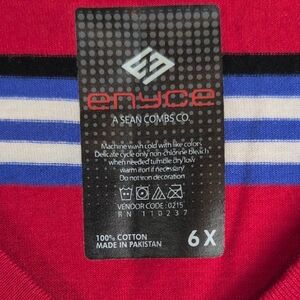 enyce
A SEAN COMBS CO.
Machine wash cold with like colors
Delicate cycle only non-chlorine bleach
when needed tumble dry low
warm iron if necessary
Do not iron decoration
VENDOR CODE : 0215
RN 110237
100% COTTON
MADE IN PAKISTAN
6X